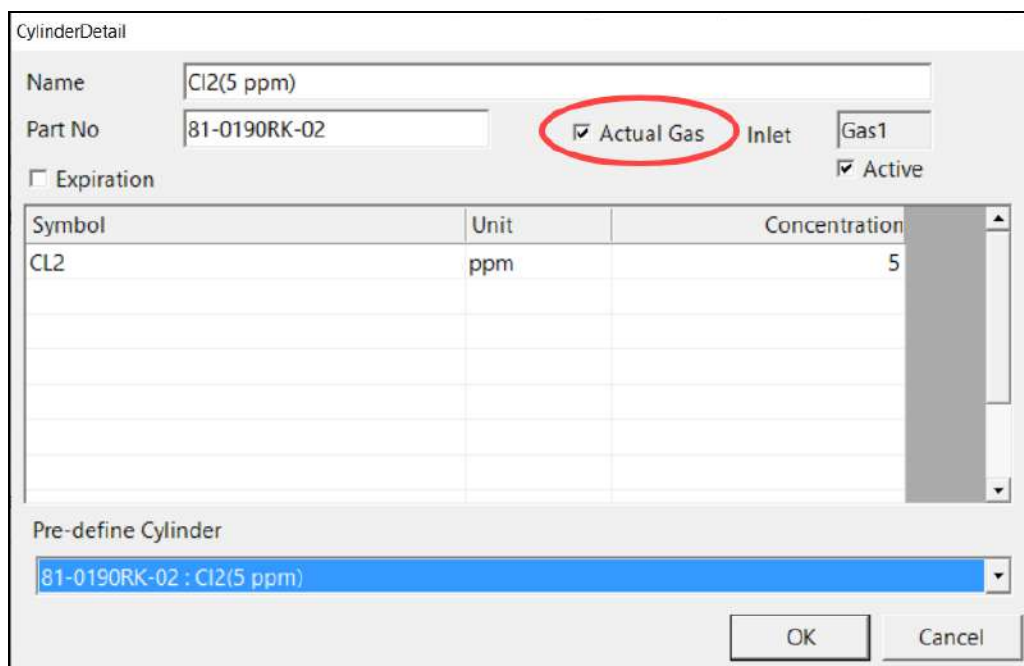 CylinderDetail
Name Cl2(5 ppm)
Part No 81-0190RK-02 Actual Gas Inlet Gas1
Expiration Active
Symbol Unit Concentration
CL2 ppm 5
Pre-define Cylinder
81-0190RK-02 : Cl2(5 ppm)
OK Cancel